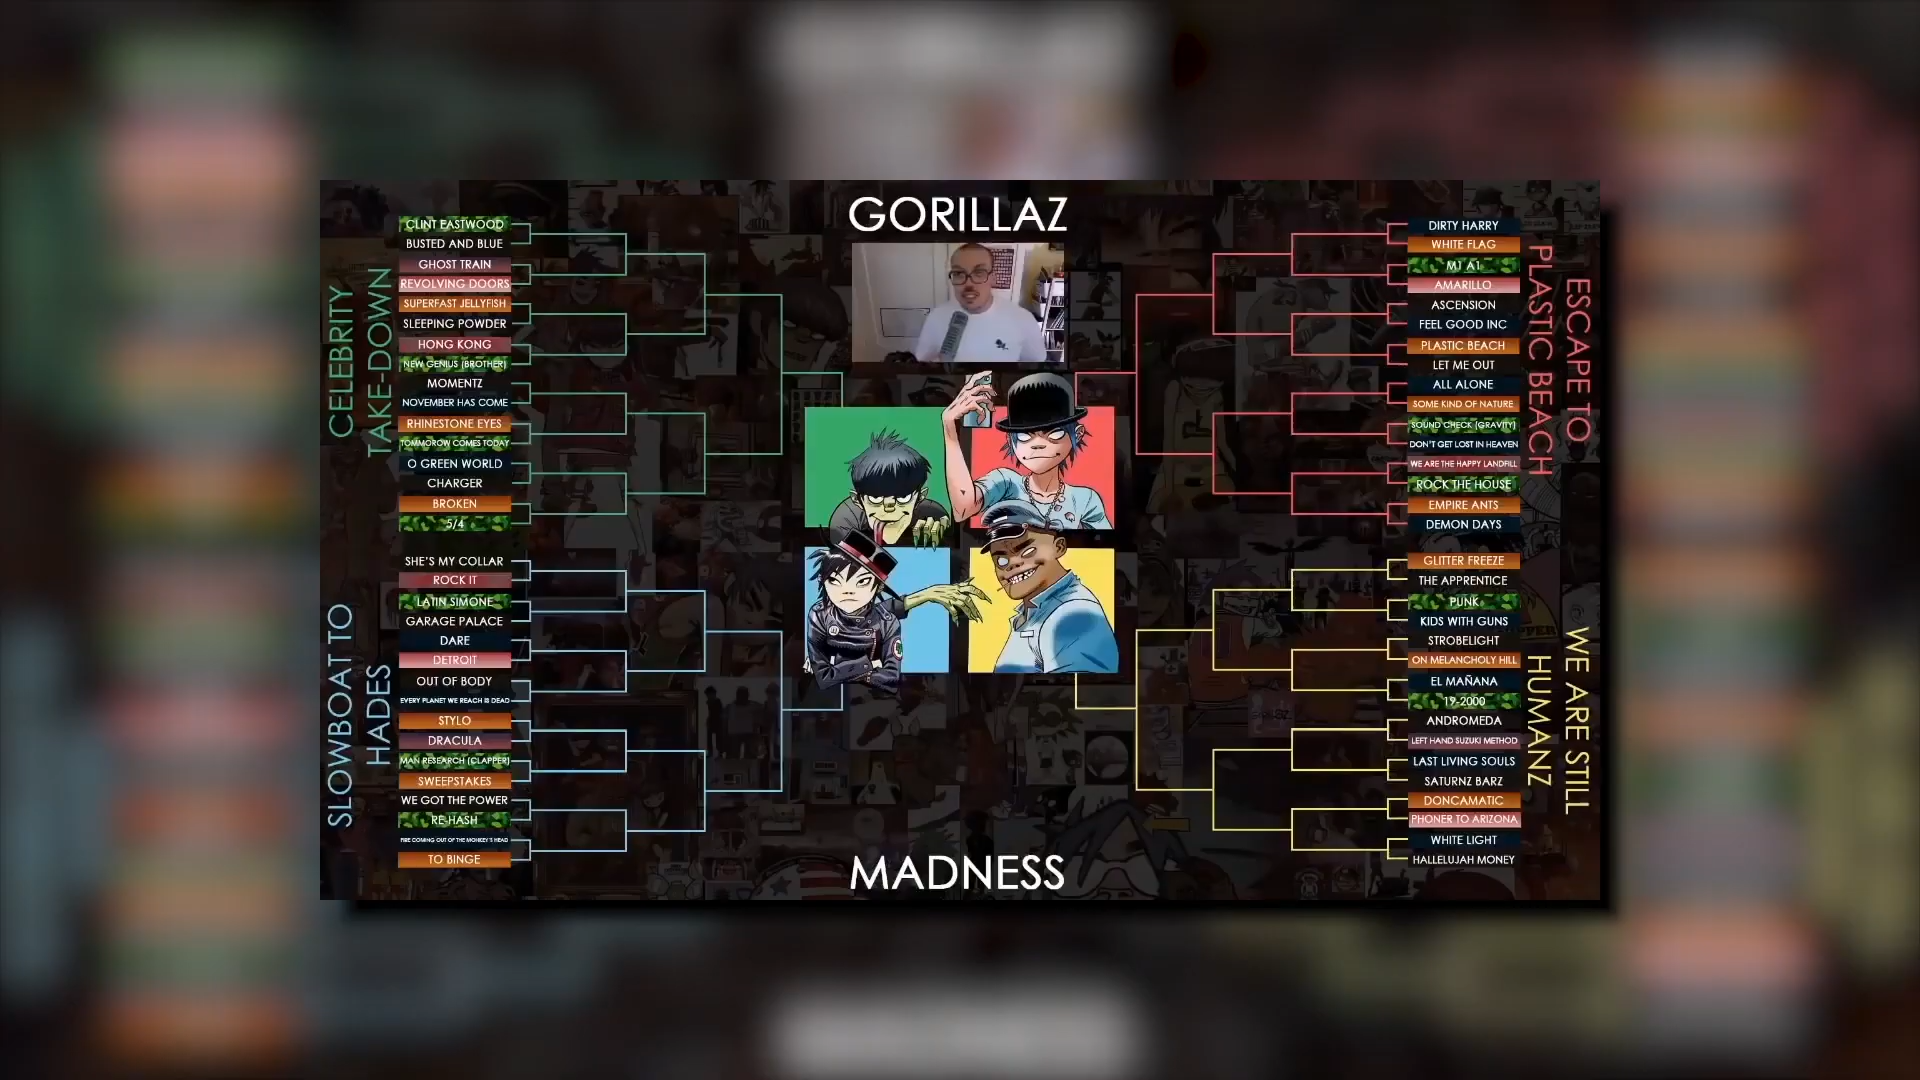 GORILLAZ
CELEBRITY
TAKE-DOWN
CLINT EASTWOOD
BUSTED AND BLUE
GHOST TRAIN
REVOLVING DOORS
SUPERFAST JELLYFISH
SLEEPING POWDER
HONG KONG
NEW GENIUS (BROTHER)
MOMENTZ
NOVEMBER HAS COME
RHINESTONE EYES
TOMMOROW COMES TODAY
O GREEN WORLD
CHARGER
BROKEN
5/4
SLOWBOAT TO
HADES
SHE'S MY COLLAR
ROCK IT
LATIN SIMONE
GARAGE PALACE
DARE
DETROIT
OUT OF BODY
EVERY PLANET WE REACH IS DEAD
STYLO
DRACULA
MAN RESEARCH (CLAPPER)
SWEEPSTAKES
WE GOT THE POWER
RE-HASH
FIRE COMING OUT OF THE MONKEY'S HEAD
TO BINGE
DIRTY HARRY
WHITE FLAG
M1 A1
AMARILLO
ASCENSION
FEEL GOOD INC
PLASTIC BEACH
LET ME OUT
ALL ALONE
SOME KIND OF NATURE
SOUND CHECK (GRAVITY)
DON'T GET LOST IN HEAVEN
WE ARE THE HAPPY LANDFILL
ROCK THE HOUSE
EMPIRE ANTS
DEMON DAYS
ESCAPE TO
PLASTIC BEACH
GLITTER FREEZE
THE APPRENTICE
PUNK
KIDS WITH GUNS
STROBELIGHT
ON MELANCHOLY HILL
EL MAÑANA
19-2000
ANDROMEDA
LEFT HAND SUZUKI METHOD
LAST LIVING SOULS
SATURNZ BARZ
DONCAMATIC
PHONER TO ARIZONA
WHITE LIGHT
HALLELUJAH MONEY
WE ARE STILL
HUMANZ
MADNESS